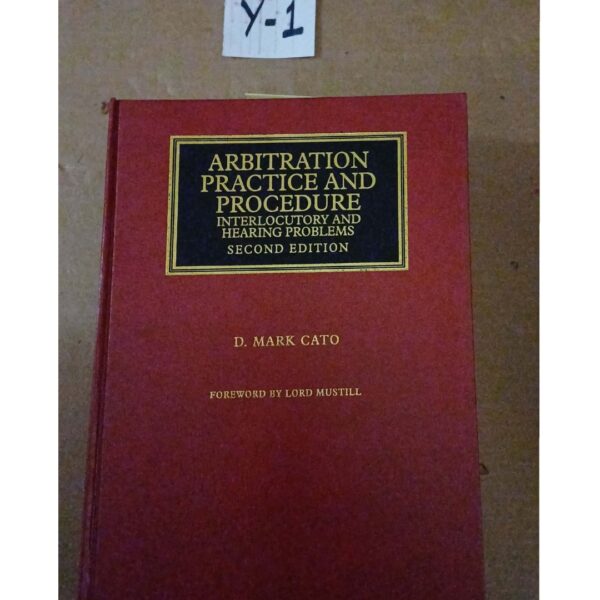 Y-1
ARBITRATION
PRACTICE AND
PROCEDURE
INTERLOCUTORY AND
HEARING PROBLEMS
SECOND EDITION
D. MARK CATO
FOREWORD BY LORD MUSTILL